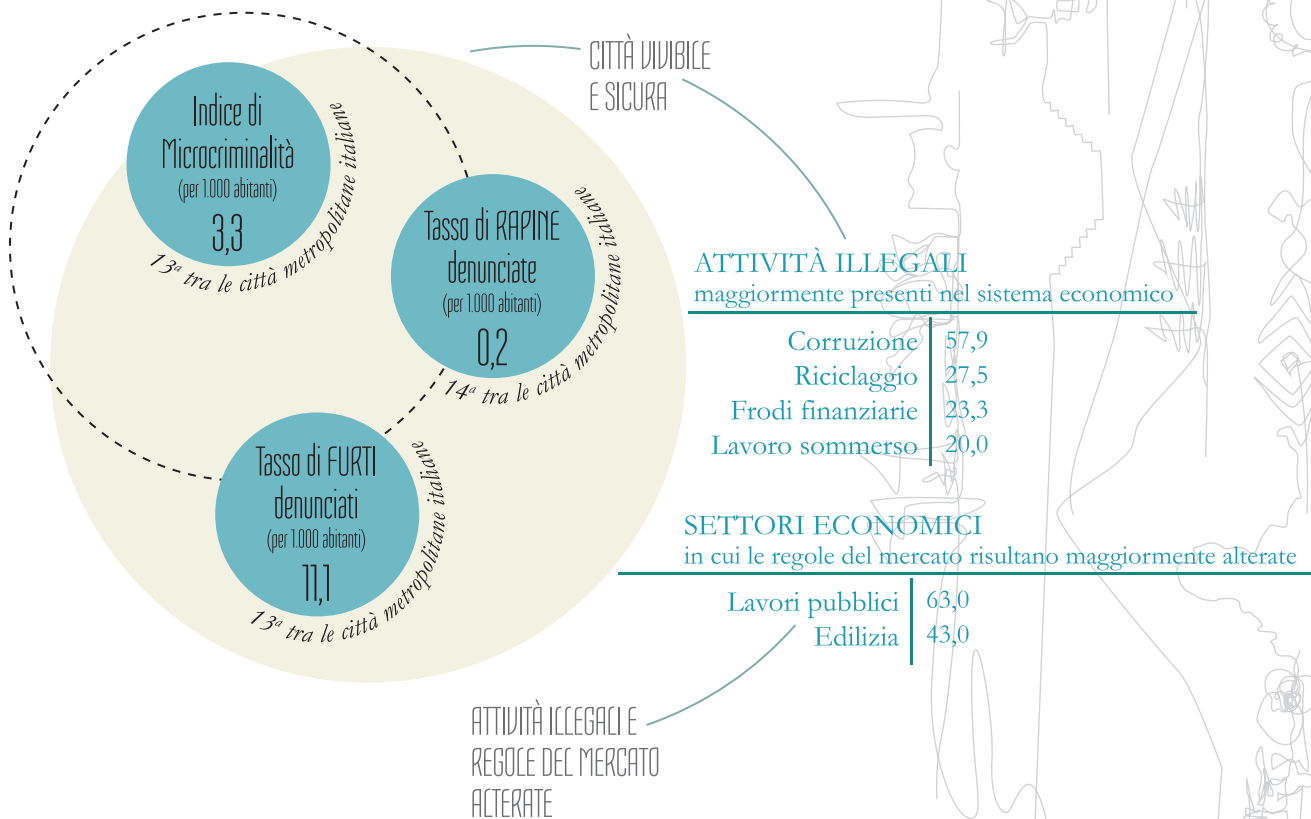 CITTÀ VIVIBILE
E SICURA
Indice di
Microcriminalità
(per 1.000 abitanti)
3,3
13ª tra le città metropolitane italiane
Tasso di RAPINE
denunciate
(per 1.000 abitanti)
0,2
14ª tra le città metropolitane italiane
Tasso di FURTI
denunciati
(per 1.000 abitanti)
11,1
13ª tra le città metropolitane italiane
ATTIVITÀ ILLEGALI
maggiormente presenti nel sistema economico
Corruzione 57,9
Riciclaggio 27,5
Frodi finanziarie 23,3
Lavoro sommerso 20,0
SETTORI ECONOMICI
in cui le regole del mercato risultano maggiormente alterate
Lavori pubblici 63,0
Edilizia 43,0
ATTIVITÀ ILLEGALI E
REGOLE DEL MERCATO
ALTERATE